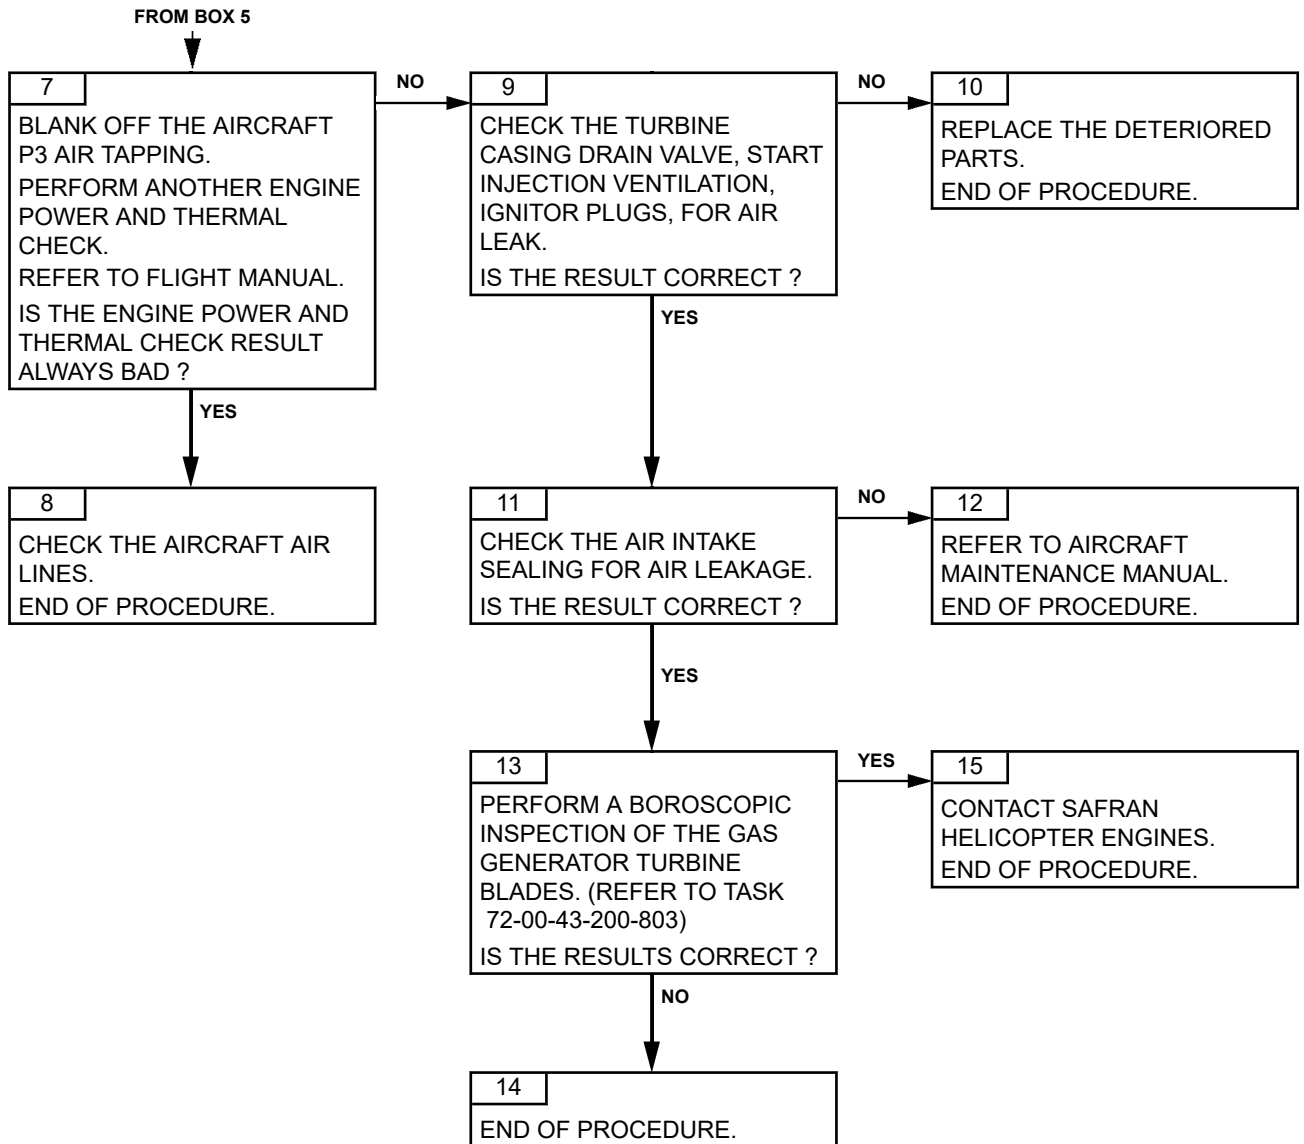 FROM BOX 5
7
BLANK OFF THE AIRCRAFT
P3 AIR TAPPING.
PERFORM ANOTHER ENGINE
POWER AND THERMAL
CHECK.
REFER TO FLIGHT MANUAL.
IS THE ENGINE POWER AND
THERMAL CHECK RESULT
ALWAYS BAD ?
NO
9
CHECK THE TURBINE
CASING DRAIN VALVE, START
INJECTION VENTILATION,
IGNITOR PLUGS, FOR AIR
LEAK.
IS THE RESULT CORRECT ?
NO
10
REPLACE THE DETERIORED
PARTS.
END OF PROCEDURE.
YES
YES
8
CHECK THE AIRCRAFT AIR
LINES.
END OF PROCEDURE.
11
CHECK THE AIR INTAKE
SEALING FOR AIR LEAKAGE.
IS THE RESULT CORRECT ?
NO
12
REFER TO AIRCRAFT
MAINTENANCE MANUAL.
END OF PROCEDURE.
YES
13
PERFORM A BOROSCOPIC
INSPECTION OF THE GAS
GENERATOR TURBINE
BLADES. (REFER TO TASK
72-00-43-200-803)
IS THE RESULTS CORRECT ?
YES
15
CONTACT SAFRAN
HELICOPTER ENGINES.
END OF PROCEDURE.
NO
14
END OF PROCEDURE.